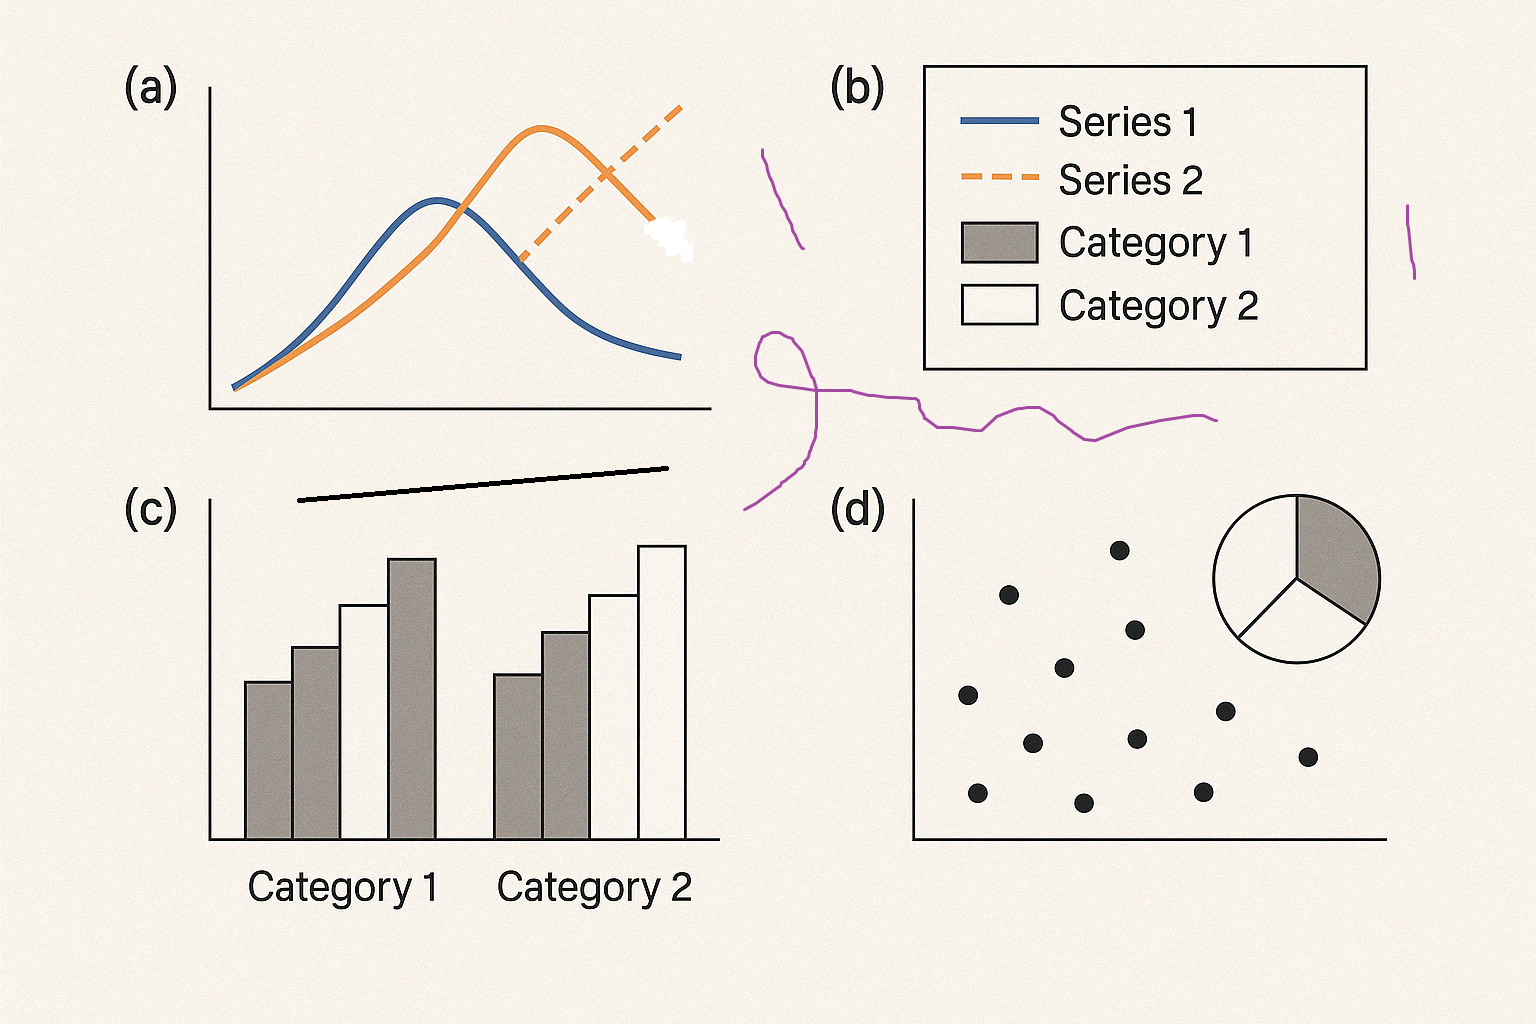 (a)
(b)
Series 1
Series 2
Category 1
Category 2
(c)
Category 1
Category 2
(d)